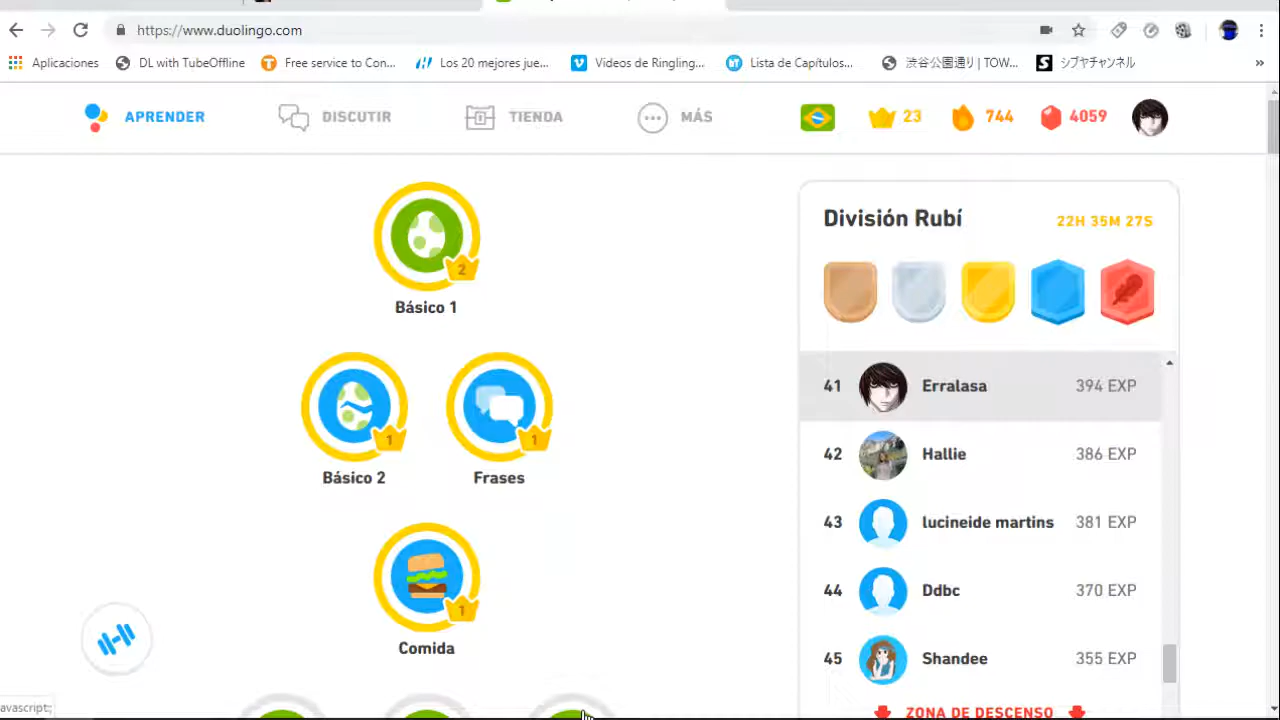 https://www.duolingo.com
Aplicaciones DL with TubeOffline Free service to Con... Los 20 mejores jue... Videos de Ringling... Lista de Capítulos... 渋谷公園通り | TOW... シブヤチャンネル »
APRENDER DISCUTIR TIENDA MÁS 23 744 4059
División Rubí 22H 35M 27S
2
Básico 1
41 Erralasa 394 EXP
42 Hallie 386 EXP
1 1
Básico 2 Frases
43 lucineide martins 381 EXP
44 Ddbc 370 EXP
1
Comida
45 Shandee 355 EXP
ZONA DE DESCENSO
avascript:;